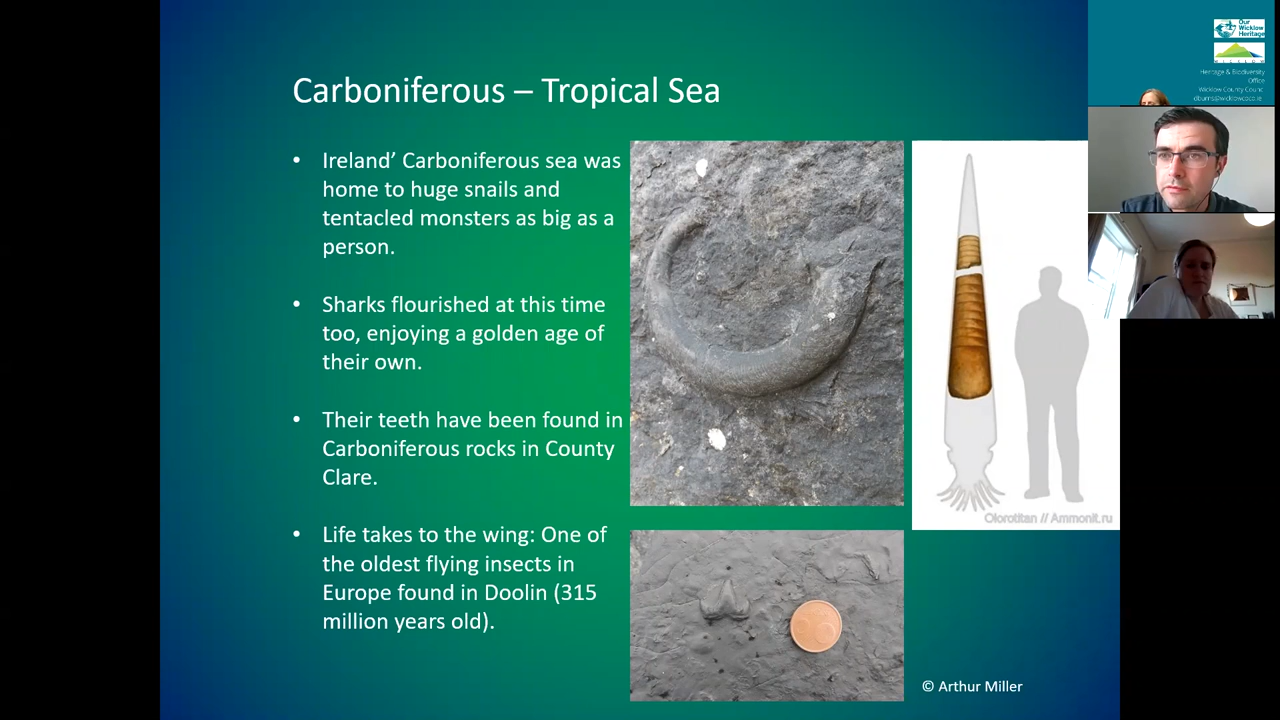 Carboniferous – Tropical Sea
• Ireland’ Carboniferous sea was
home to huge snails and
tentacled monsters as big as a
person.
• Sharks flourished at this time
too, enjoying a golden age of
their own.
• Their teeth have been found in
Carboniferous rocks in County
Clare.
• Life takes to the wing: One of
the oldest flying insects in
Europe found in Doolin (315
million years old).
Olorotitan // Ammonit.ru
© Arthur Miller
Our
Wicklow
Heritage
Heritage & Biodiversity
Office
Wicklow County Council